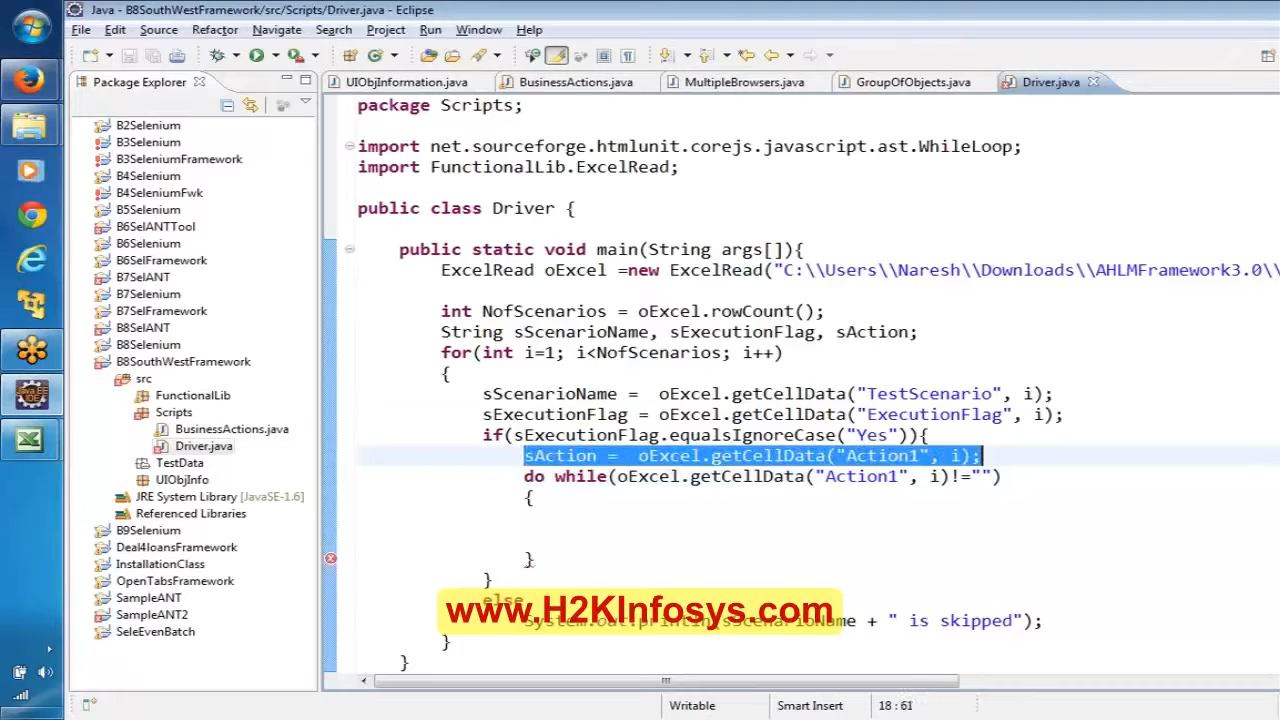 Java - B8SouthWestFramework/src/Scripts/Driver.java - Eclipse
File Edit Source Refactor Navigate Search Project Run Window Help
Package Explorer
UIObjInformation.java BusinessActions.java MultipleBrowsers.java GroupOfObjects.java Driver.java
B2Selenium
B3Selenium
B3SeleniumFramework
B4Selenium
B4SeleniumFwk
B5Selenium
B6SelANTTool
B6Selenium
B6SelFramework
B7SelANT
B7Selenium
B7SelFramework
B8SelANT
B8Selenium
B8SouthWestFramework
src
FunctionalLib
Scripts
BusinessActions.java
Driver.java
TestData
UIObjInfo
JRE System Library [JavaSE-1.6]
Referenced Libraries
B9Selenium
Deal4loansFramework
InstallationClass
OpenTabsFramework
SampleANT
SampleANT2
SeleEvenBatch
package Scripts;
import net.sourceforge.htmlunit.corejs.javascript.ast.WhileLoop;
import FunctionalLib.ExcelRead;
public class Driver {
public static void main(String args[]){
ExcelRead oExcel =new ExcelRead("C:\\Users\\Naresh\\Downloads\\AHLMFramework3.0\\
int NofScenarios = oExcel.rowCount();
String sScenarioName, sExecutionFlag, sAction;
for(int i=1; i<NofScenarios; i++)
{
sScenarioName =  oExcel.getCellData("TestScenario", i);
sExecutionFlag = oExcel.getCellData("ExecutionFlag", i);
if(sExecutionFlag.equalsIgnoreCase("Yes")){
sAction =  oExcel.getCellData("Action1", i);
do while(oExcel.getCellData("Action1", i)!="")
{
}
}
else
System.out.println(sScenarioName + " is skipped");
}
}
www.H2KInfosys.com
Writable Smart Insert 18 : 61